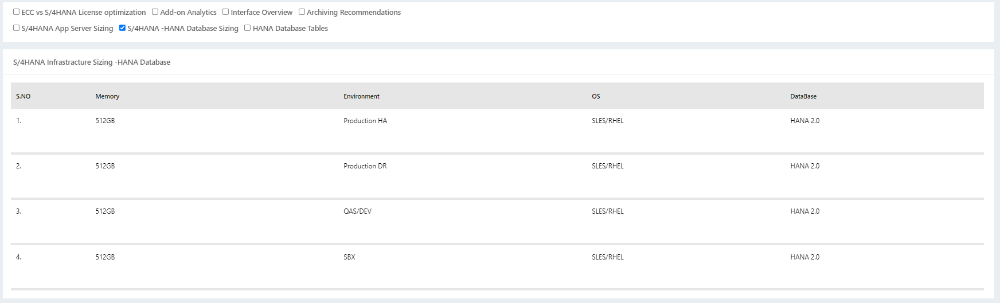 ECC vs S/4HANA License optimization Add-on Analytics Interface Overview Archiving Recommendations
S/4HANA App Server Sizing S/4HANA -HANA Database Sizing HANA Database Tables
S/4HANA Infrastracture Sizing -HANA Database
S.NO Memory Environment OS DataBase
1. 512GB Production HA SLES/RHEL HANA 2.0
2. 512GB Production DR SLES/RHEL HANA 2.0
3. 512GB QAS/DEV SLES/RHEL HANA 2.0
4. 512GB SBX SLES/RHEL HANA 2.0